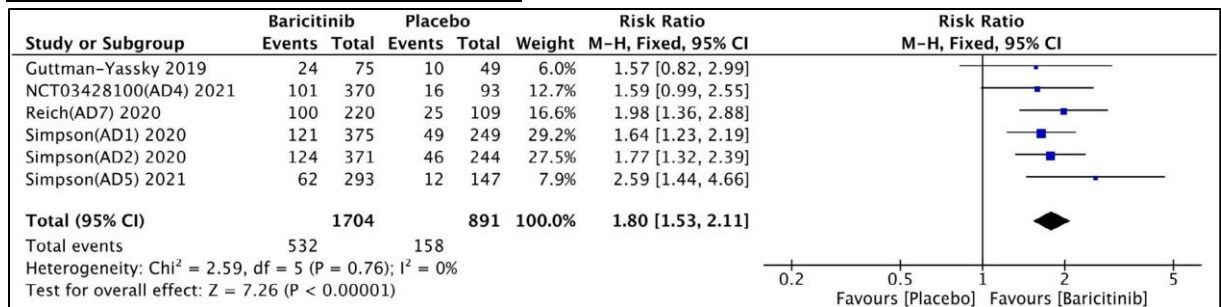 Baricitinib Placebo Risk Ratio Risk Ratio
Study or Subgroup Events Total Events Total Weight M-H, Fixed, 95% CI M-H, Fixed, 95% CI
Guttman-Yassky 2019 24 75 10 49 6.0% 1.57 [0.82, 2.99]
NCT03428100(AD4) 2021 101 370 16 93 12.7% 1.59 [0.99, 2.55]
Reich(AD7) 2020 100 220 25 109 16.6% 1.98 [1.36, 2.88]
Simpson(AD1) 2020 121 375 49 249 29.2% 1.64 [1.23, 2.19]
Simpson(AD2) 2020 124 371 46 244 27.5% 1.77 [1.32, 2.39]
Simpson(AD5) 2021 62 293 12 147 7.9% 2.59 [1.44, 4.66]
Total (95% CI) 1704 891 100.0% 1.80 [1.53, 2.11]
Total events 532 158
Heterogeneity: Chi² = 2.59, df = 5 (P = 0.76); I² = 0%
Test for overall effect: Z = 7.26 (P < 0.00001)
0.2 0.5 1 2 5
Favours [Placebo] Favours [Baricitinib]